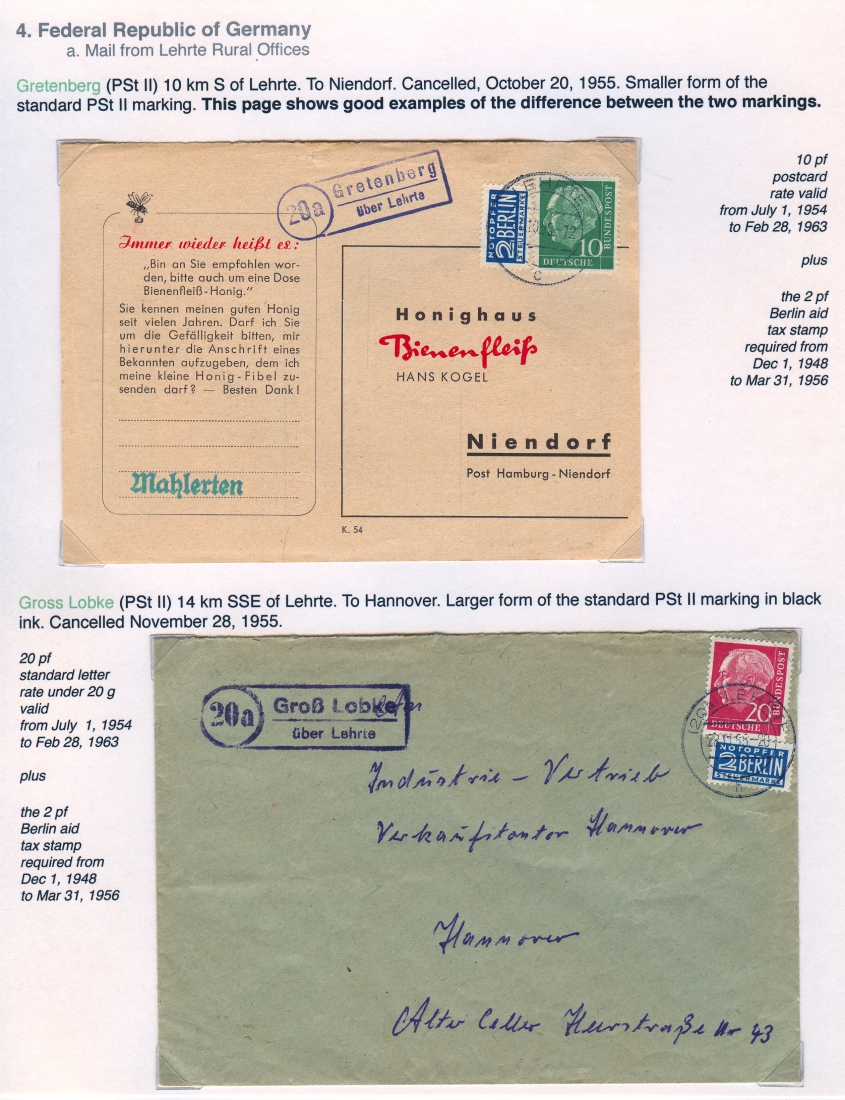 4. Federal Republic of Germany
a. Mail from Lehrte Rural Offices
Gretenberg (PSt II) 10 km S of Lehrte. To Niendorf. Cancelled, October 20, 1955. Smaller form of the
standard PSt II marking. This page shows good examples of the difference between the two markings.
20a
Gretenberg
über Lehrte
NOTOPFER
2 BERLIN
STEUERMARKE
10
DEUTSCHE
BUNDESPOST
c
Immer wieder heißt es:
„Bin an Sie empfohlen wor-
den, bitte auch um eine Dose
Bienenfleiß-Honig.“
Sie kennen meinen guten Honig
seit vielen Jahren. Darf ich Sie
um die Gefälligkeit bitten, mir
hierunter die Anschrift eines
Bekannten aufzugeben, dem ich
meine kleine Honig-Fibel zu-
senden darf? — Besten Dank!
Mahlerten
Honighaus
Bienenfleiß
HANS KOGEL
Niendorf
Post Hamburg-Niendorf
K. 54
10 pf
postcard
rate valid
from July 1, 1954
to Feb 28, 1963
plus
the 2 pf
Berlin aid
tax stamp
required from
Dec 1, 1948
to Mar 31, 1956
Gross Lobke (PSt II) 14 km SSE of Lehrte. To Hannover. Larger form of the standard PSt II marking in black
ink. Cancelled November 28, 1955.
20 pf
standard letter
rate under 20 g
valid
from July 1, 1954
to Feb 28, 1963
plus
the 2 pf
Berlin aid
tax stamp
required from
Dec 1, 1948
to Mar 31, 1956
20a
Groß Lobke
über Lehrte
20
DEUTSCHE
BUNDESPOST
NOTOPFER
2 BERLIN
STEUERMARKE
Industrie - Vertrieb
Verkaufskontor Hannover
Hannover
Alter Celler Heerstraße Nr 43